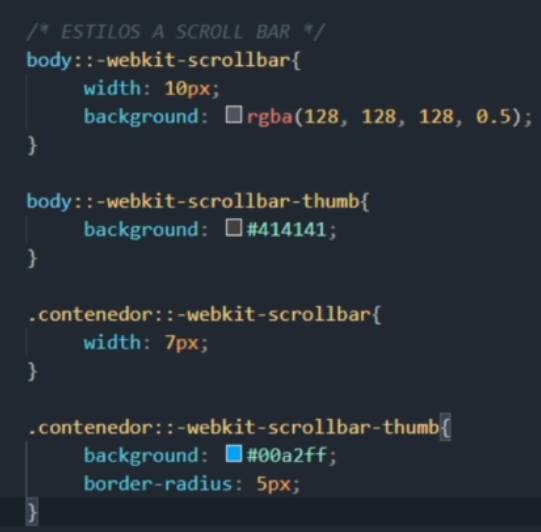 /* ESTILOS A SCROLL BAR */
body::-webkit-scrollbar{
width: 10px;
background: rgba(128, 128, 128, 0.5);
}
body::-webkit-scrollbar-thumb{
background: #414141;
}
.contenedor::-webkit-scrollbar{
width: 7px;
}
.contenedor::-webkit-scrollbar-thumb{
background: #00a2ff;
border-radius: 5px;
}